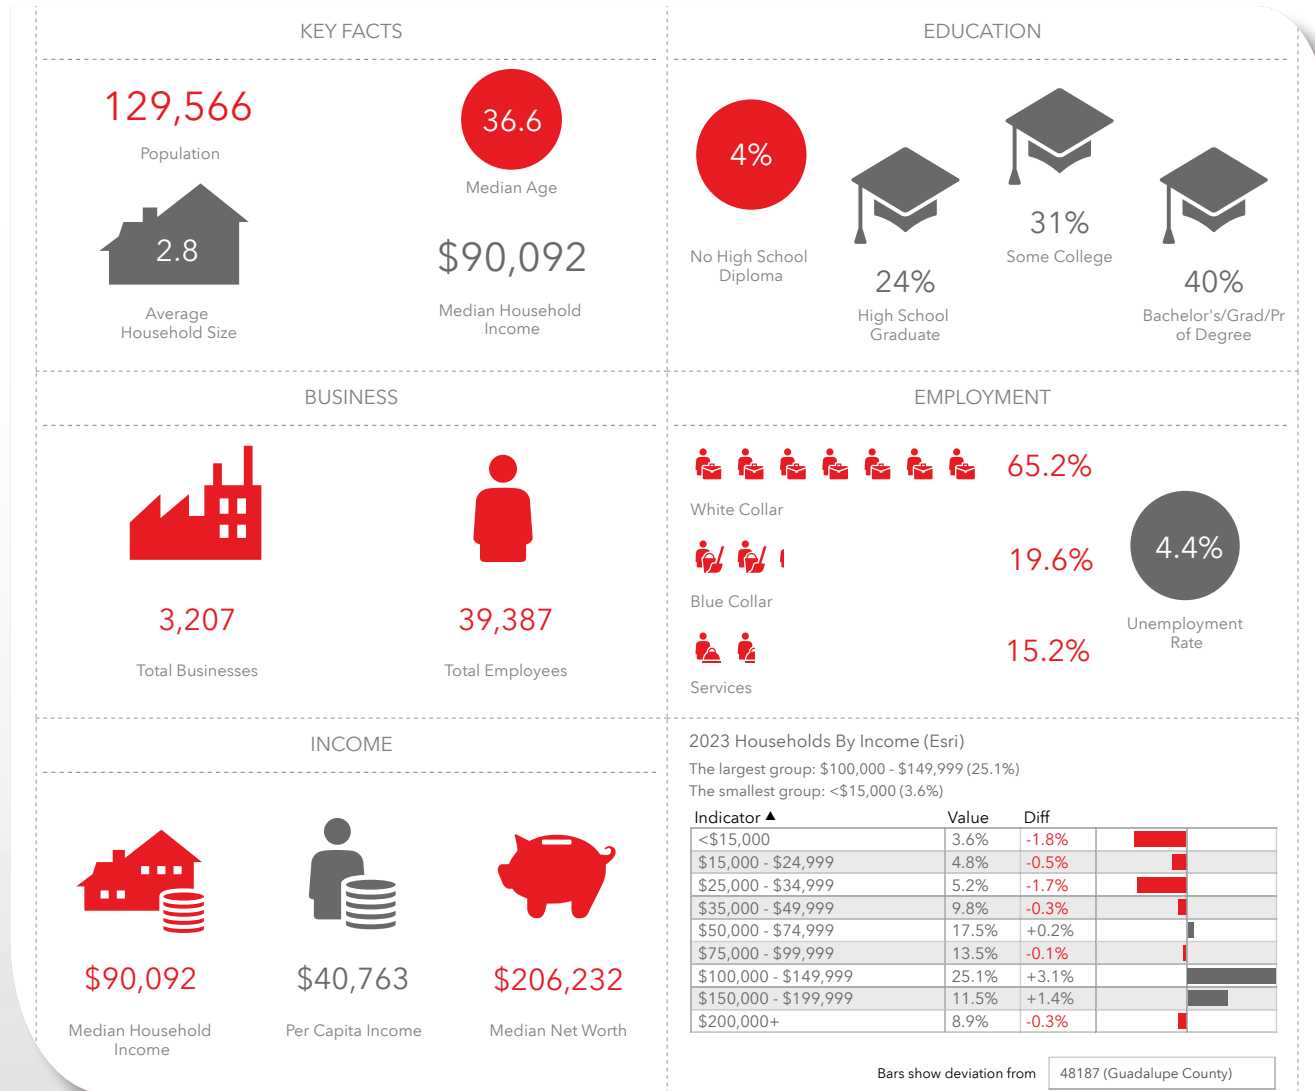 KEY FACTS
129,566
Population
36.6
Median Age
2.8
Average
Household Size
$90,092
Median Household
Income
EDUCATION
4%
No High School
Diploma
24%
High School
Graduate
31%
Some College
40%
Bachelor's/Grad/Pr
of Degree
BUSINESS
3,207
Total Businesses
39,387
Total Employees
EMPLOYMENT
65.2%
White Collar
19.6%
Blue Collar
15.2%
Services
4.4%
Unemployment
Rate
INCOME
$90,092
Median Household
Income
$40,763
Per Capita Income
$206,232
Median Net Worth
2023 Households By Income (Esri)
The largest group: $100,000 - $149,999 (25.1%)
The smallest group: <$15,000 (3.6%)
Indicator ▲ Value Diff
<$15,000 3.6% -1.8%
$15,000 - $24,999 4.8% -0.5%
$25,000 - $34,999 5.2% -1.7%
$35,000 - $49,999 9.8% -0.3%
$50,000 - $74,999 17.5% +0.2%
$75,000 - $99,999 13.5% -0.1%
$100,000 - $149,999 25.1% +3.1%
$150,000 - $199,999 11.5% +1.4%
$200,000+ 8.9% -0.3%
Bars show deviation from 48187 (Guadalupe County)